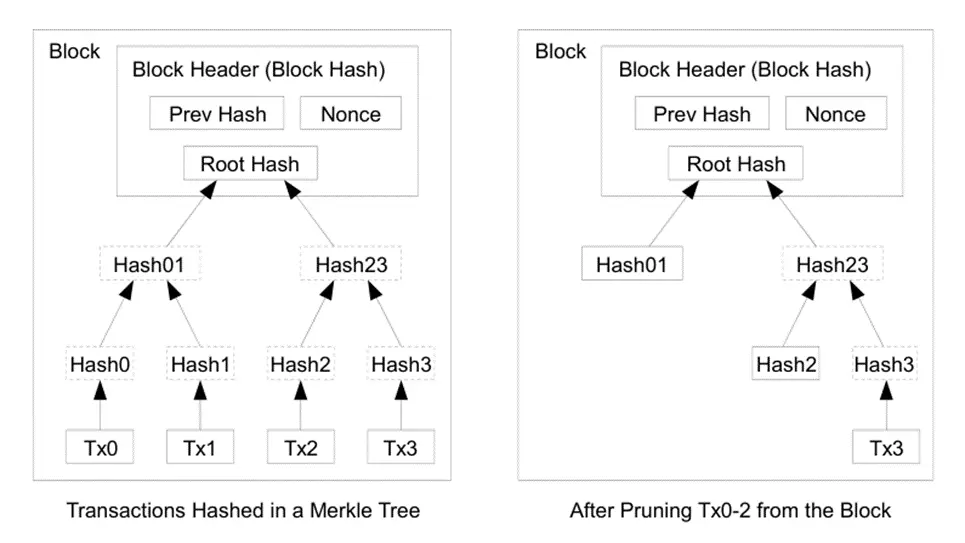 Block
Block Header (Block Hash)
Prev Hash
Nonce
Root Hash
Hash01
Hash23
Hash0
Hash1
Hash2
Hash3
Tx0
Tx1
Tx2
Tx3
Transactions Hashed in a Merkle Tree
Block
Block Header (Block Hash)
Prev Hash
Nonce
Root Hash
Hash01
Hash23
Hash2
Hash3
Tx3
After Pruning Tx0-2 from the Block